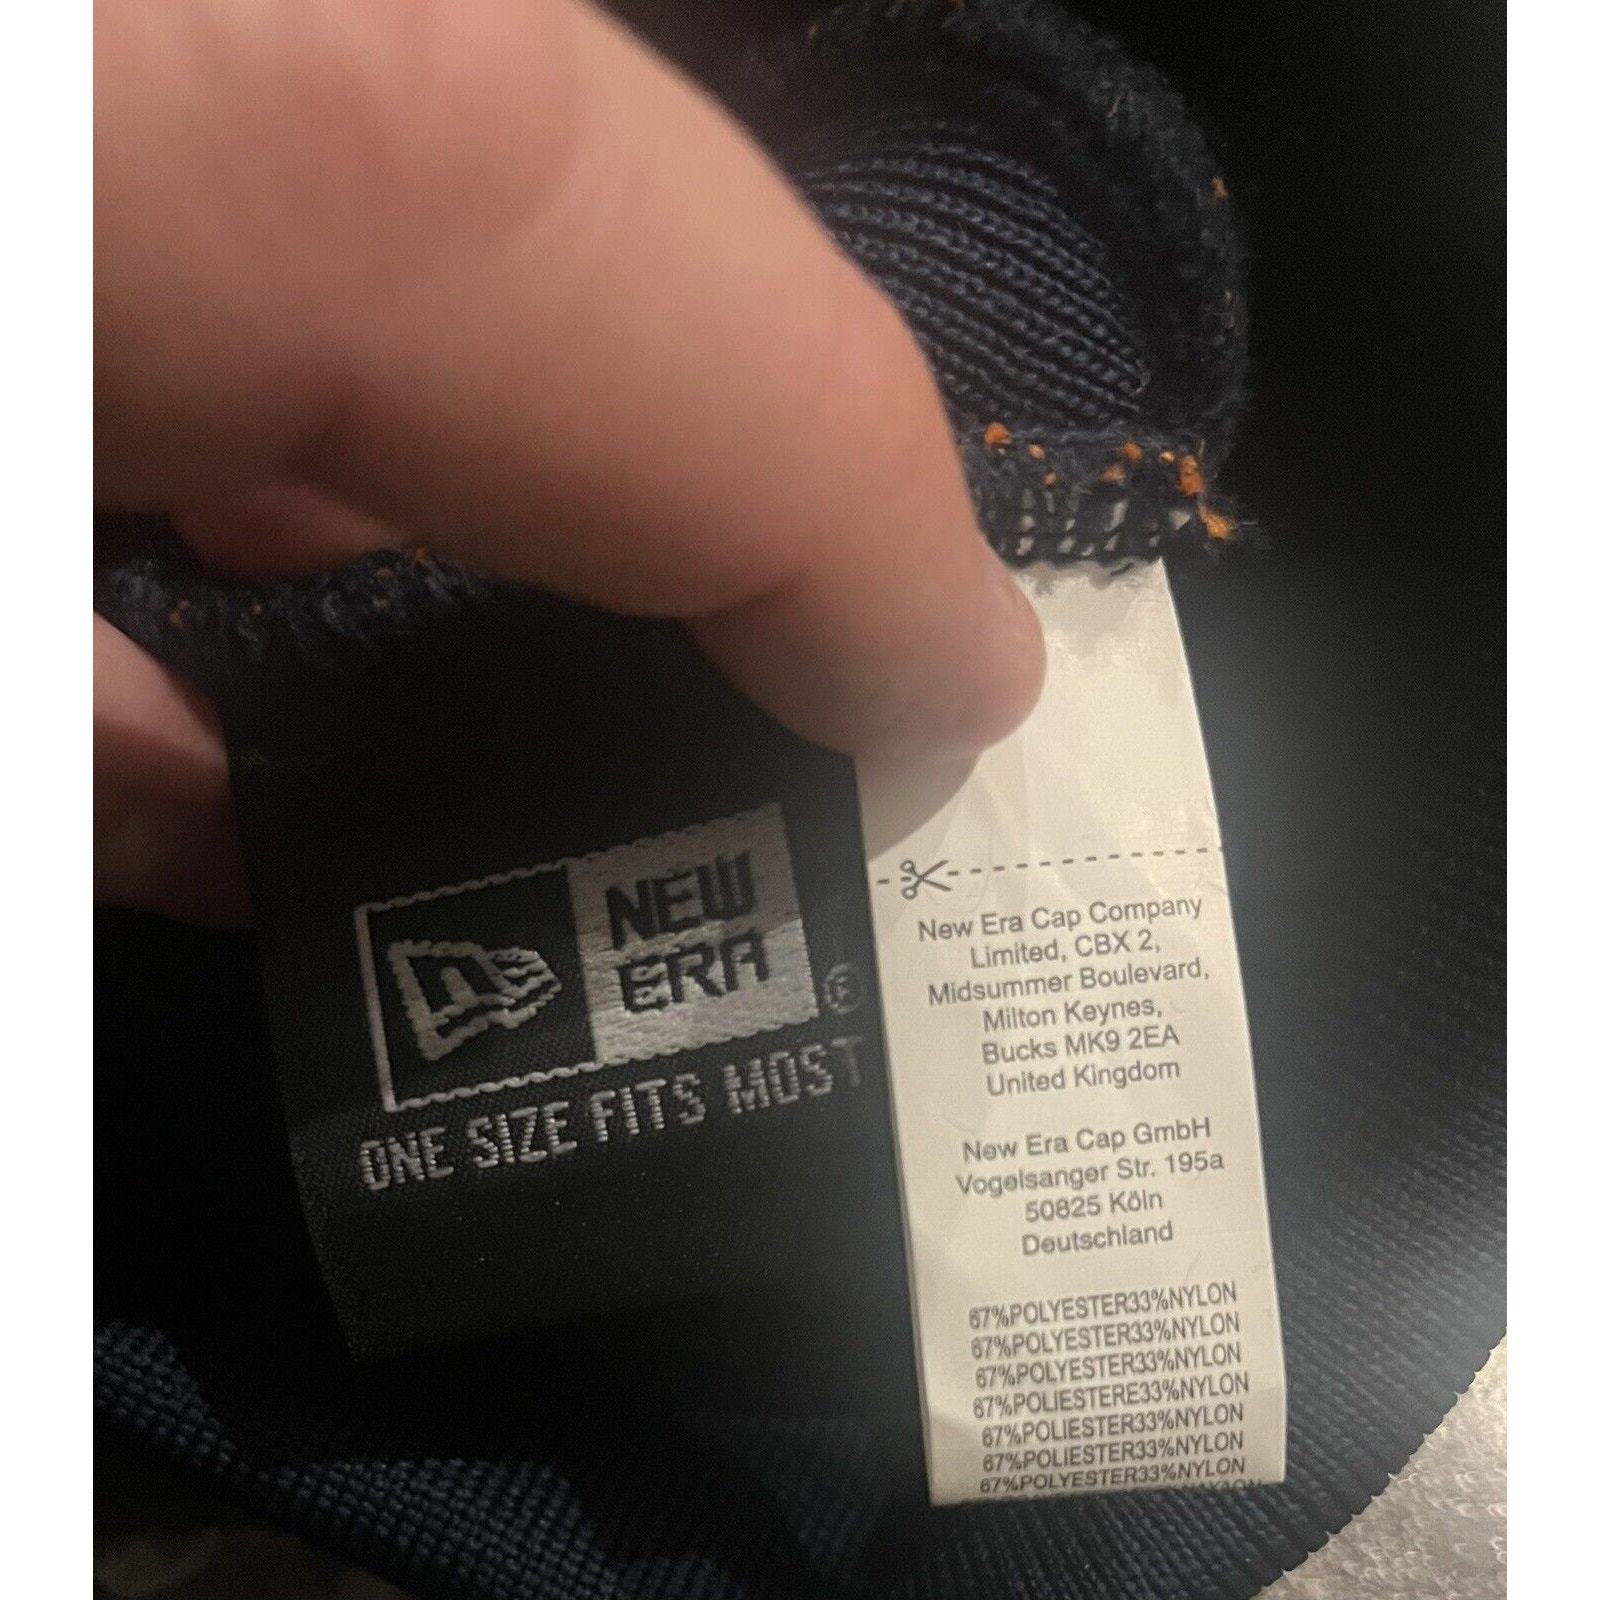 NEW
ERA
®
ONE SIZE FITS MOST
New Era Cap Company
Limited, CBX 2,
Midsummer Boulevard,
Milton Keynes,
Bucks MK9 2EA
United Kingdom
New Era Cap GmbH
Vogelsanger Str. 195a
50825 Köln
Deutschland
67%POLYESTER33%NYLON
67%POLYESTER33%NYLON
67%POLYESTER33%NYLON
67%POLIESTERE33%NYLON
67%POLIESTER33%NYLON
67%POLIESTER33%NYLON
67%POLYESTER33%NYLON